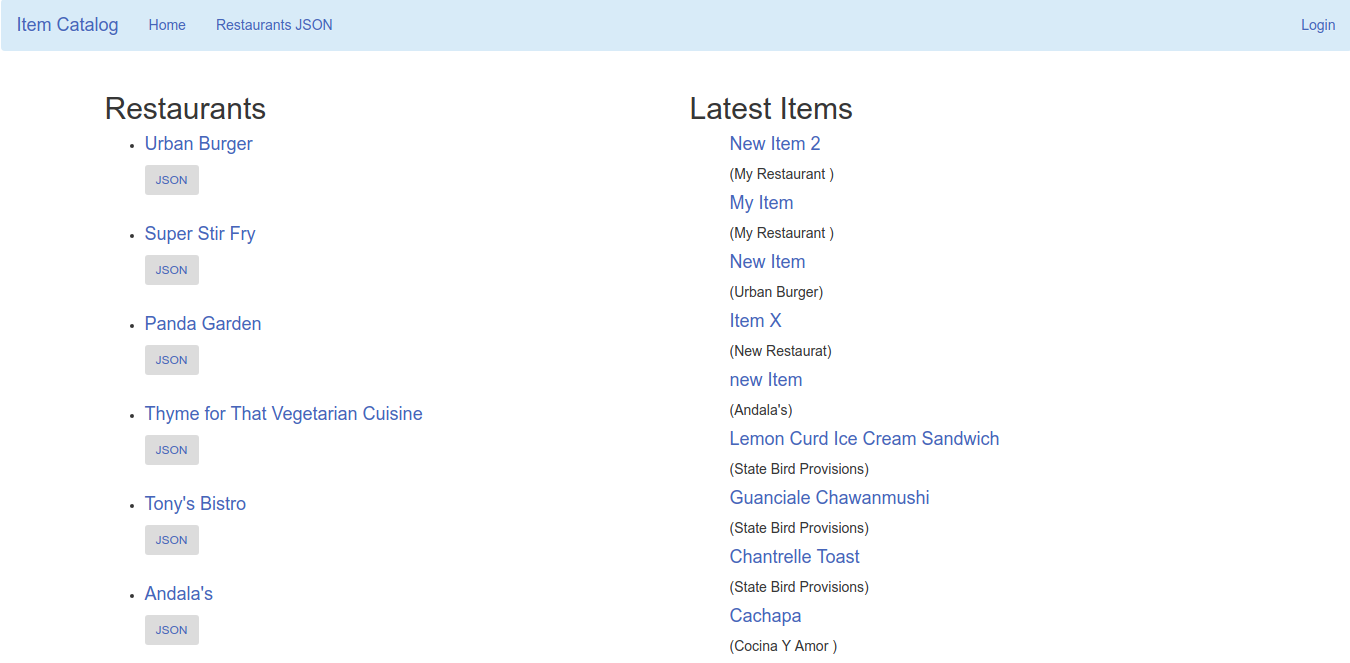 Item Catalog Home Restaurants JSON Login
Restaurants
Urban Burger
JSON
Super Stir Fry
JSON
Panda Garden
JSON
Thyme for That Vegetarian Cuisine
JSON
Tony's Bistro
JSON
Andala's
JSON
Latest Items
New Item 2
(My Restaurant )
My Item
(My Restaurant )
New Item
(Urban Burger)
Item X
(New Restaurat)
new Item
(Andala's)
Lemon Curd Ice Cream Sandwich
(State Bird Provisions)
Guanciale Chawanmushi
(State Bird Provisions)
Chantrelle Toast
(State Bird Provisions)
Cachapa
(Cocina Y Amor )